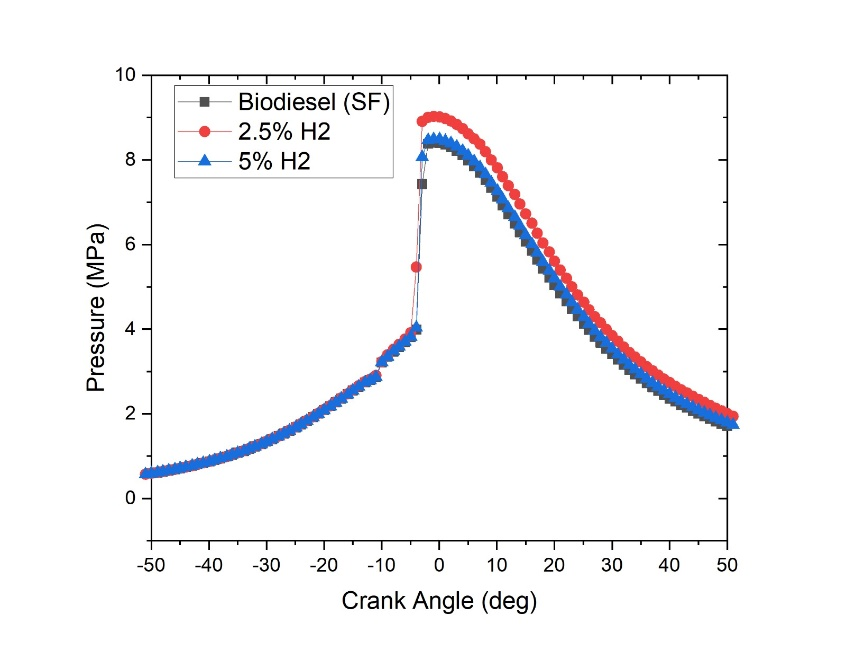 Biodiesel (SF)
2.5% H2
5% H2
10
8
6
4
2
0
Pressure (MPa)
-50 -40 -30 -20 -10 0 10 20 30 40 50
Crank Angle (deg)